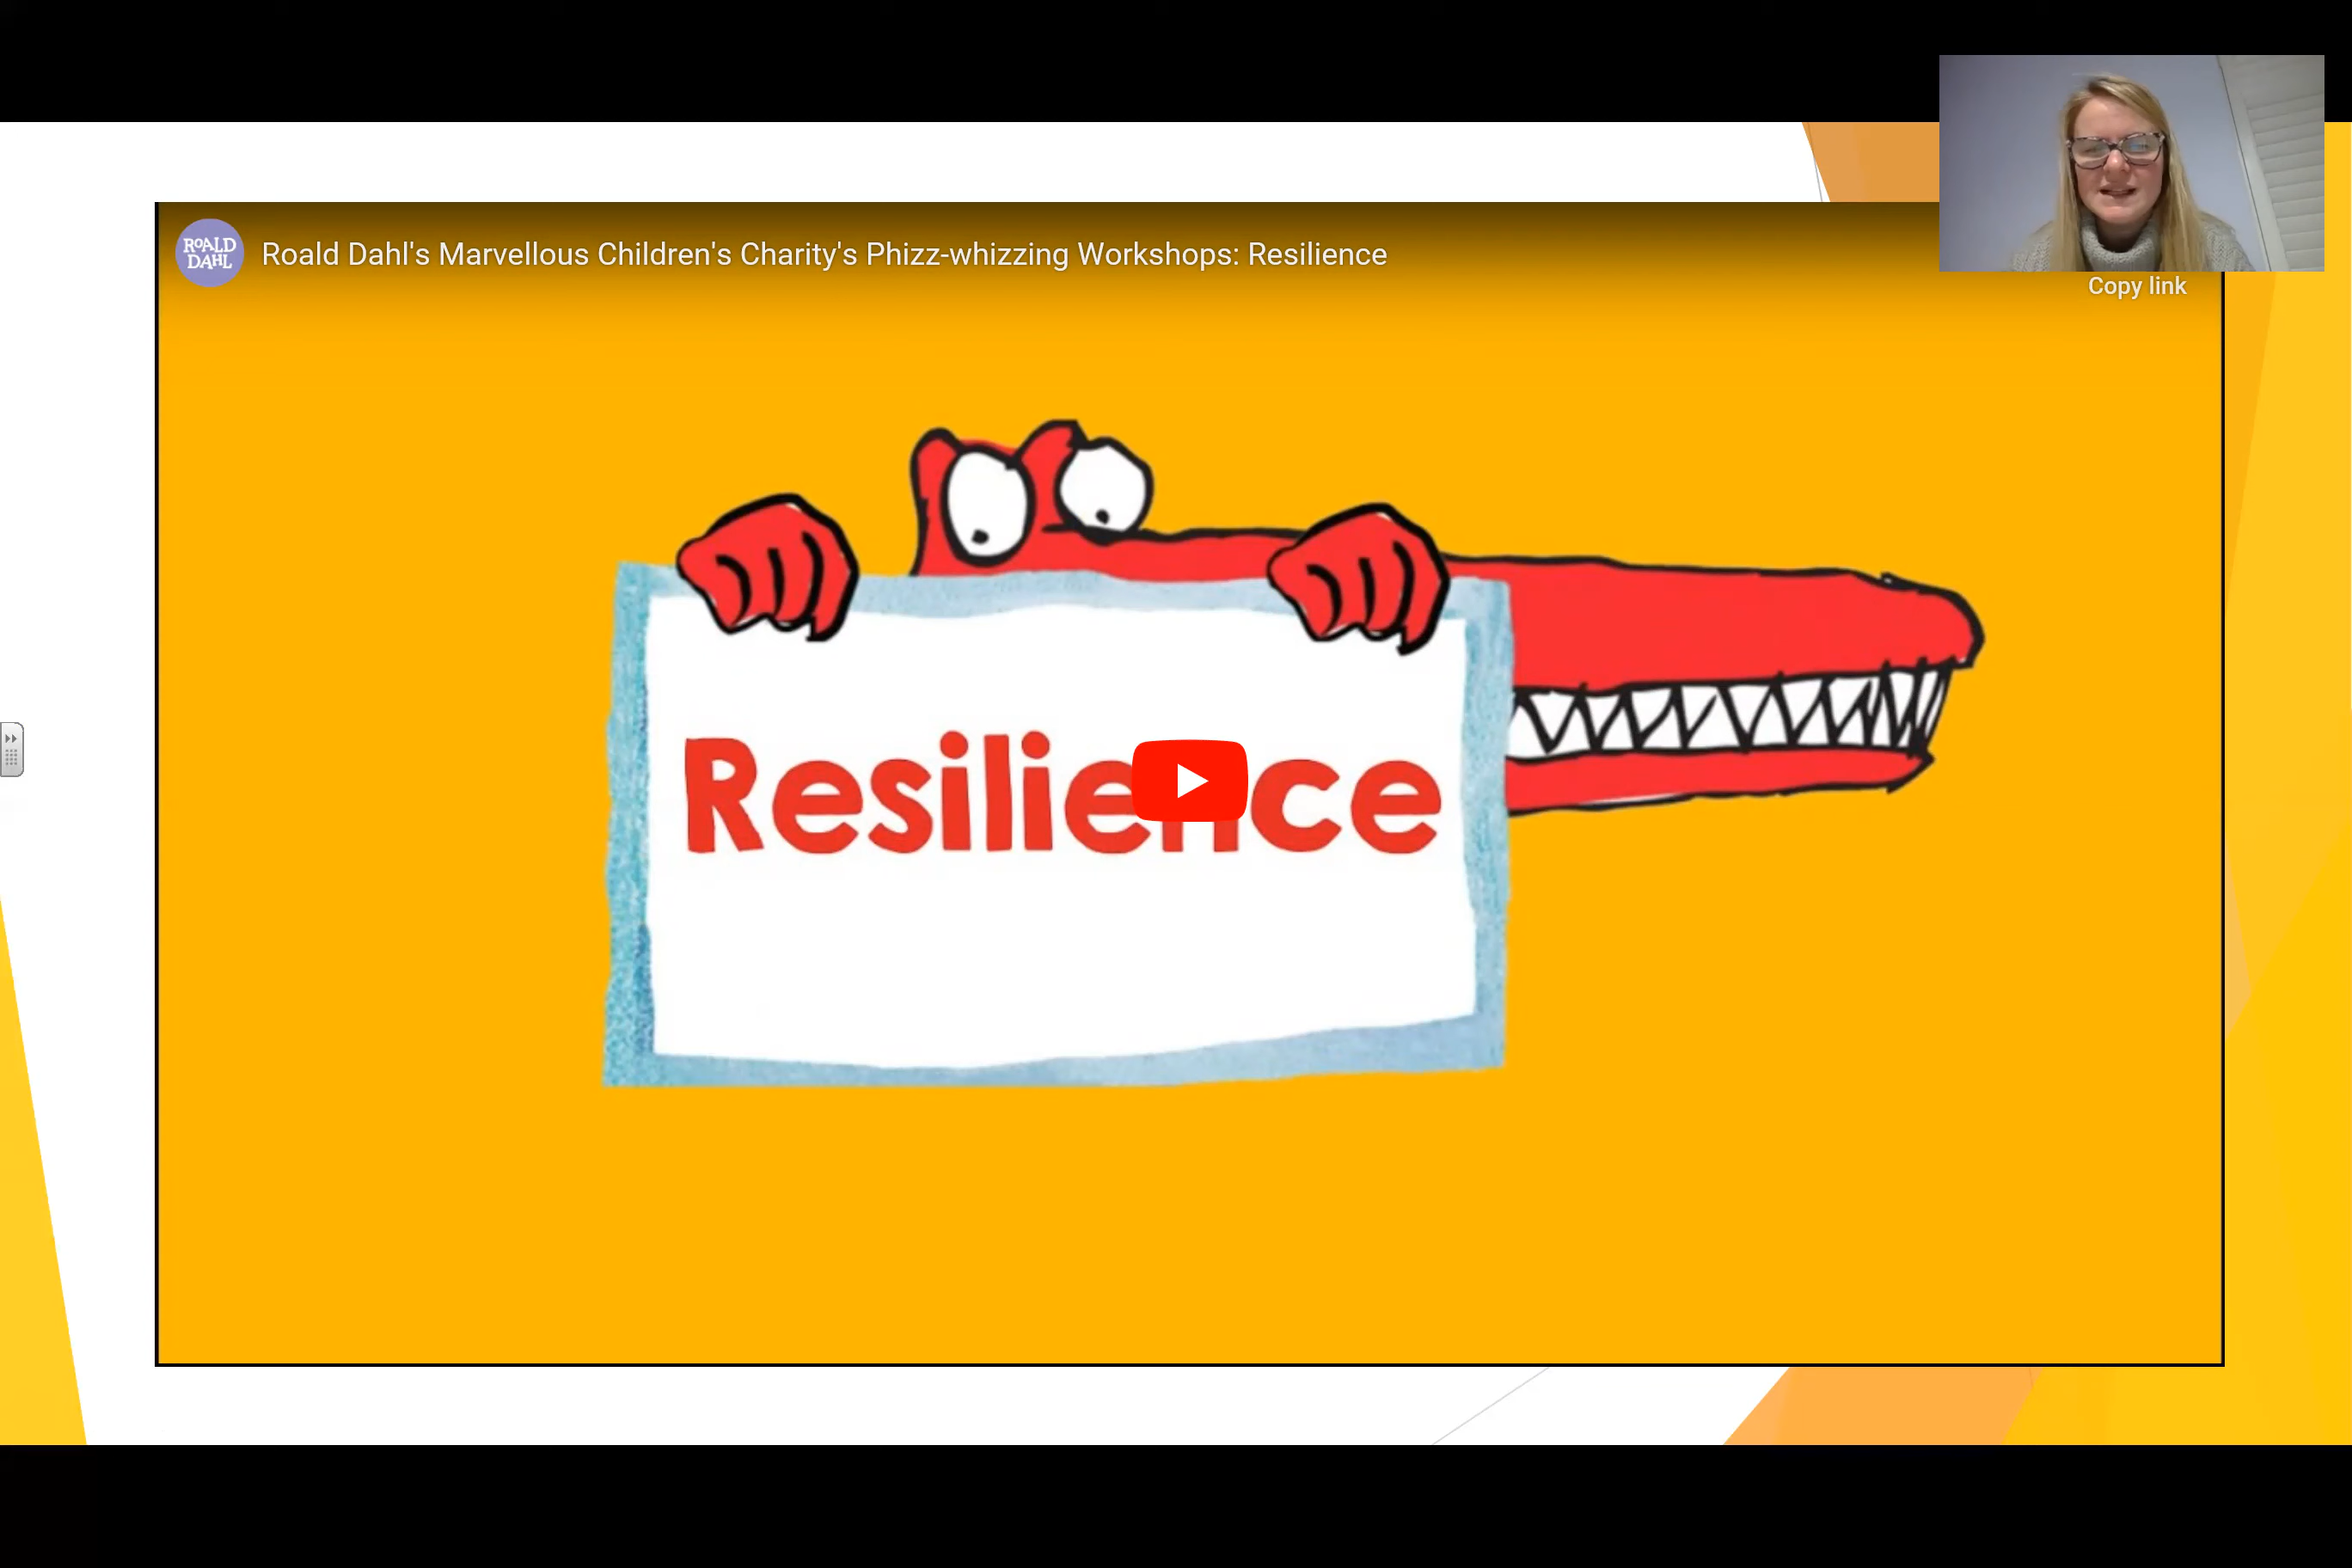 ROALD
DAHL
Roald Dahl's Marvellous Children's Charity's Phizz-whizzing Workshops: Resilience
Copy link
Resilience